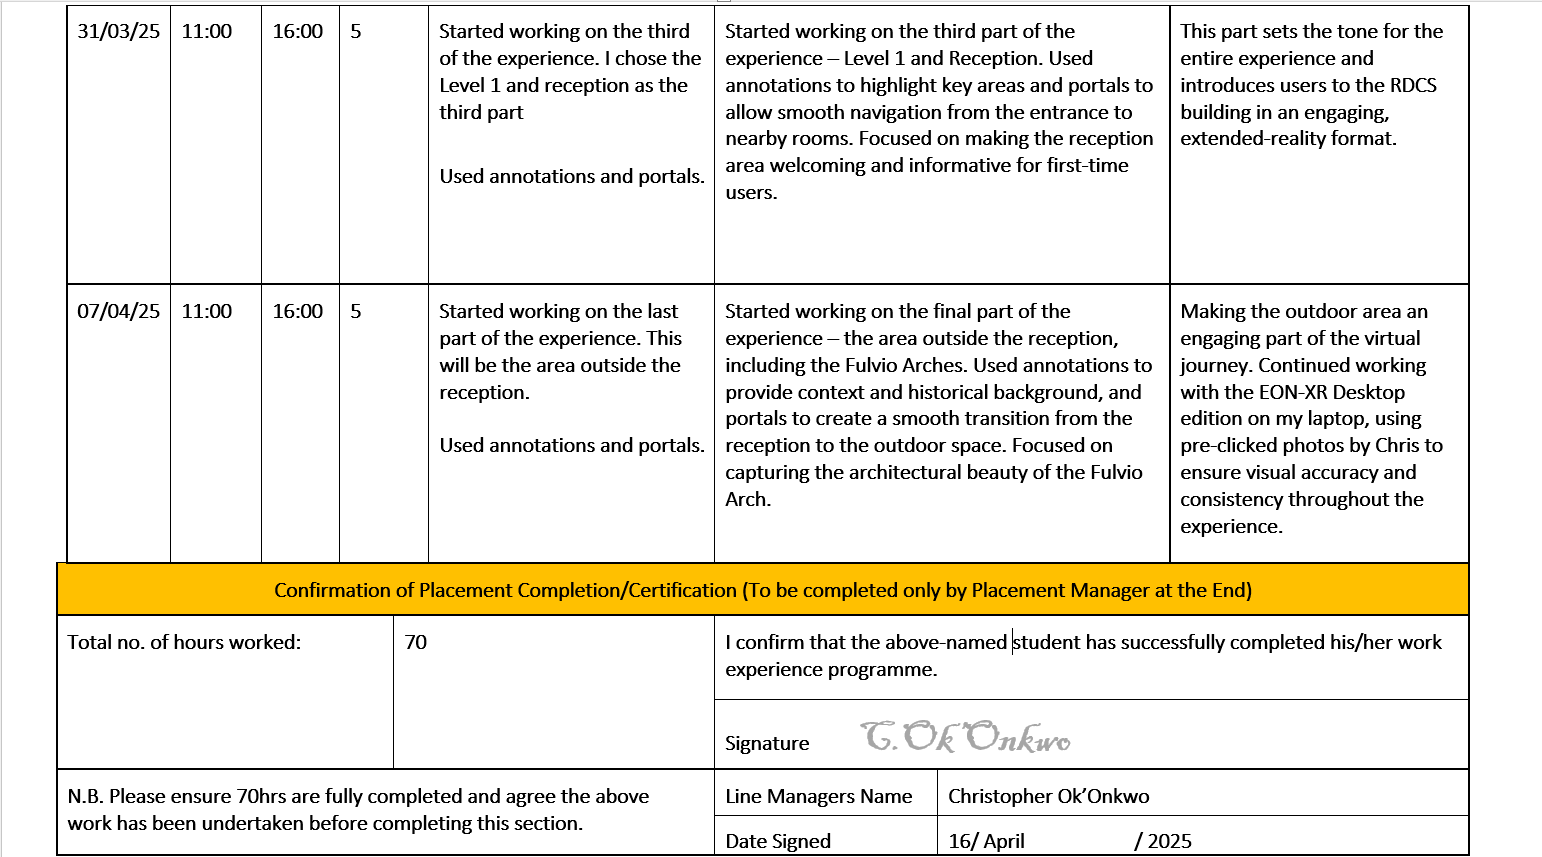 31/03/25 11:00 16:00 5
Started working on the third
of the experience. I chose the
Level 1 and reception as the
third part
Used annotations and portals.
Started working on the third part of the
experience – Level 1 and Reception. Used
annotations to highlight key areas and portals to
allow smooth navigation from the entrance to
nearby rooms. Focused on making the reception
area welcoming and informative for first-time
users.
This part sets the tone for the
entire experience and
introduces users to the RDCS
building in an engaging,
extended-reality format.
07/04/25 11:00 16:00 5
Started working on the last
part of the experience. This
will be the area outside the
reception.
Used annotations and portals.
Started working on the final part of the
experience – the area outside the reception,
including the Fulvio Arches. Used annotations to
provide context and historical background, and
portals to create a smooth transition from the
reception to the outdoor space. Focused on
capturing the architectural beauty of the Fulvio
Arch.
Making the outdoor area an
engaging part of the virtual
journey. Continued working
with the EON-XR Desktop
edition on my laptop, using
pre-clicked photos by Chris to
ensure visual accuracy and
consistency throughout the
experience.
Confirmation of Placement Completion/Certification (To be completed only by Placement Manager at the End)
Total no. of hours worked: 70
I confirm that the above-named student has successfully completed his/her work
experience programme.
Signature C.Ok'Onkwo
N.B. Please ensure 70hrs are fully completed and agree the above
work has been undertaken before completing this section.
Line Managers Name Christopher Ok’Onkwo
Date Signed 16/ April / 2025